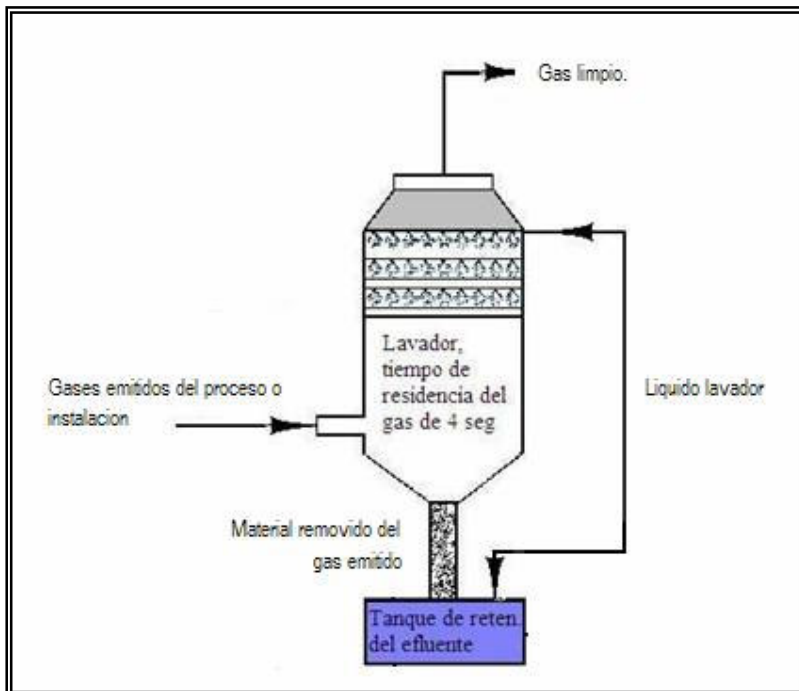 Gas limpio.
Lavador,
tiempo de
residencia del
gas de 4 seg
Gases emitidos del proceso o
instalacion
Liquido lavador
Material removido del
gas emitido
Tanque de reten.
del efluente